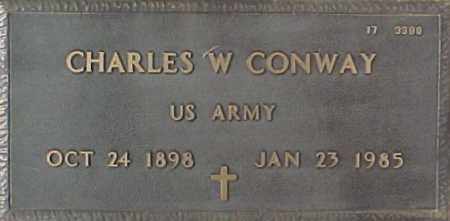 17 3300
CHARLES W CONWAY
US ARMY
OCT 24 1898 JAN 23 1985